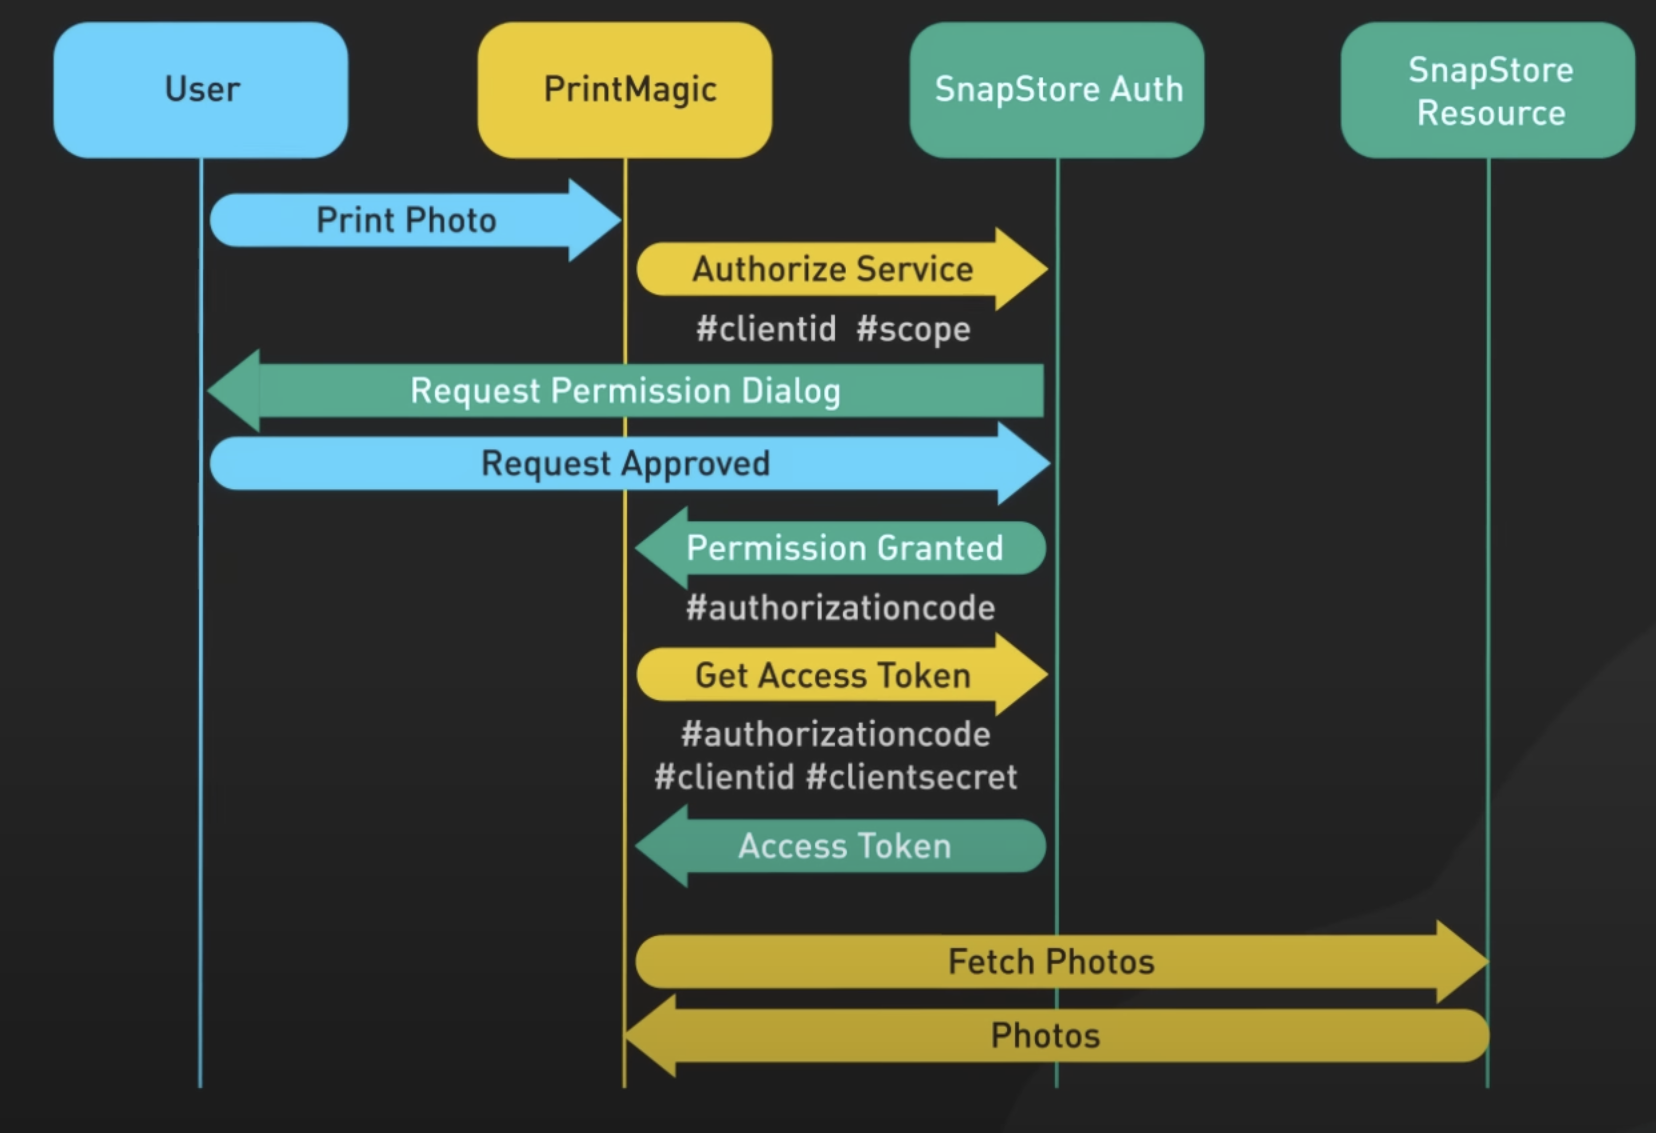 User
PrintMagic
SnapStore Auth
SnapStore
Resource
Print Photo
Authorize Service
#clientid #scope
Request Permission Dialog
Request Approved
Permission Granted
#authorizationcode
Get Access Token
#authorizationcode
#clientid #clientsecret
Access Token
Fetch Photos
Photos